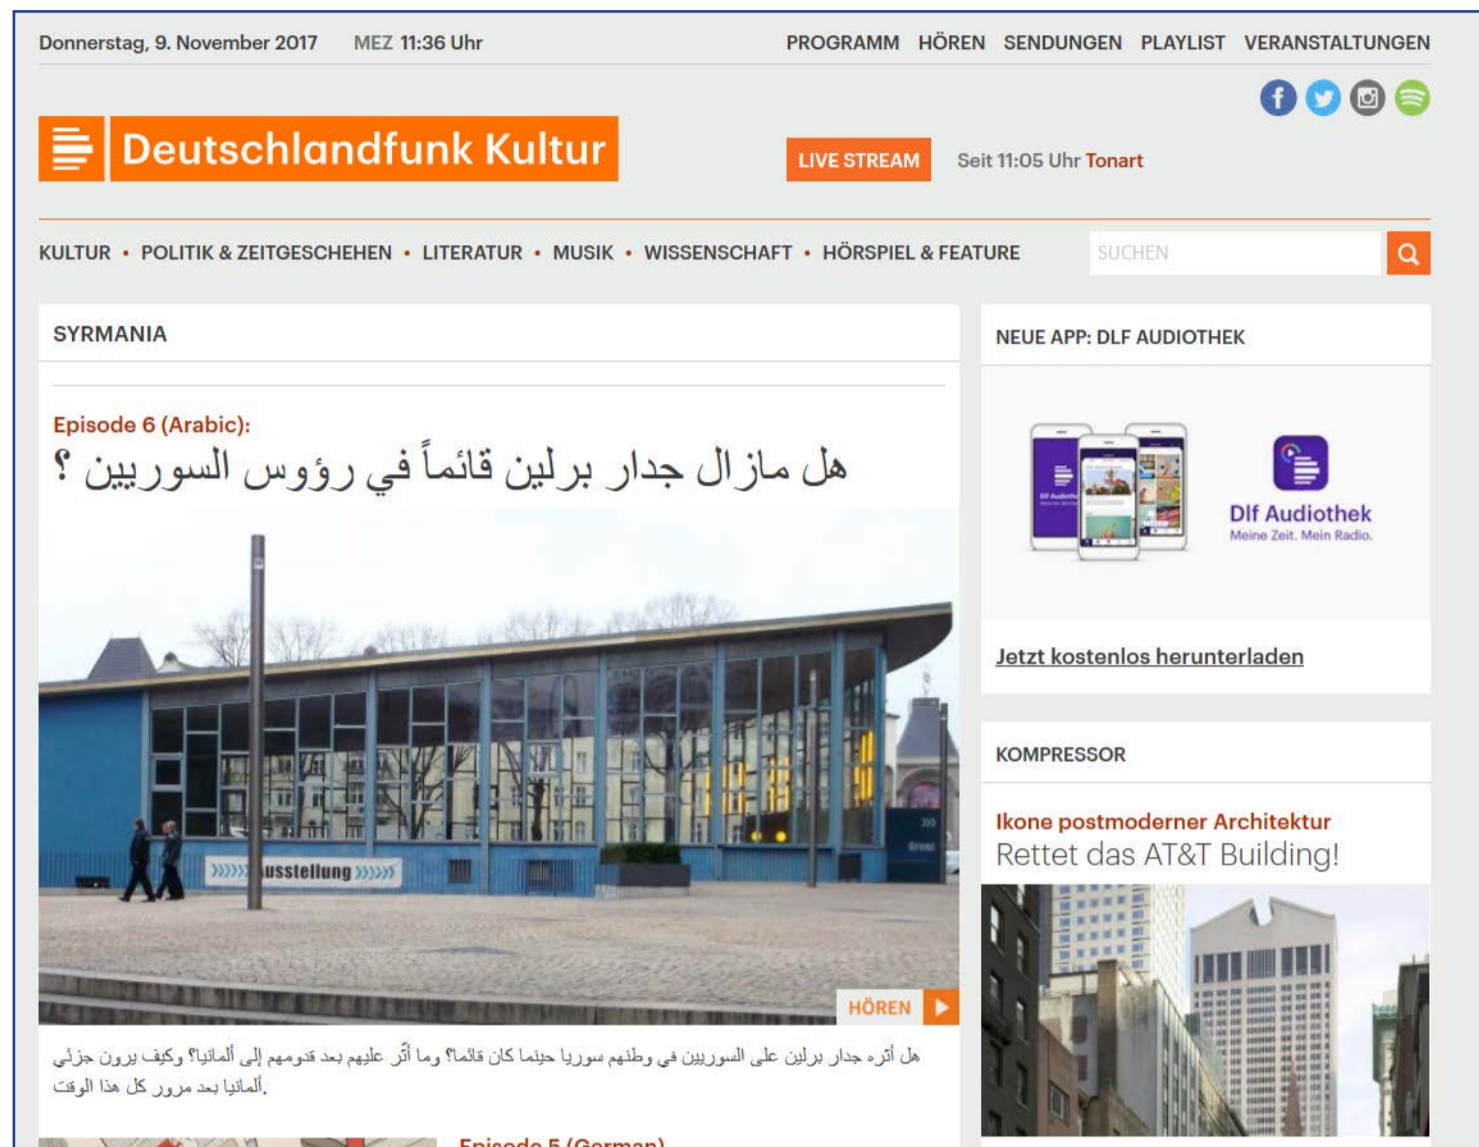 Donnerstag, 9. November 2017 MEZ 11:36 Uhr
PROGRAMM HÖREN SENDUNGEN PLAYLIST VERANSTALTUNGEN
Deutschlandfunk Kultur
LIVE STREAM Seit 11:05 Uhr Tonart
KULTUR • POLITIK & ZEITGESCHEHEN • LITERATUR • MUSIK • WISSENSCHAFT • HÖRSPIEL & FEATURE
SUCHEN
SYRMANIA
Episode 6 (Arabic):
هل مازال جدار برلين قائماً في رؤوس السوريين ؟
>>>>> Ausstellung >>>>>
HÖREN
هل أثره جدار برلين على السوريين في وطنهم سوريا حينما كان قائما؟ وما أثّر عليهم بعد قدومهم إلى ألمانيا؟ وكيف يرون جزئي
ألمانيا بعد مرور كل هذا الوقت.
Episode 5 (German)
NEUE APP: DLF AUDIOTHEK
Dlf Audiothek
Meine Zeit. Mein Radio.
Jetzt kostenlos herunterladen
KOMPRESSOR
Ikone postmoderner Architektur
Rettet das AT&T Building!